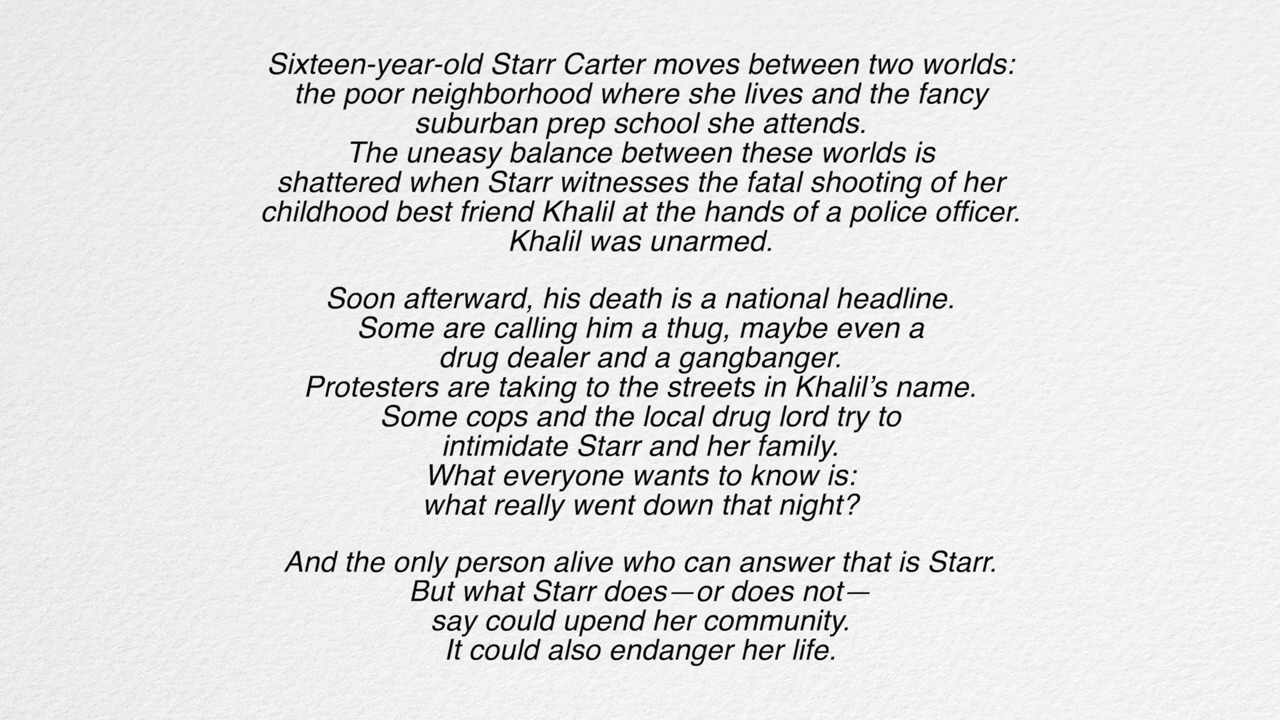 Sixteen-year-old Starr Carter moves between two worlds:
the poor neighborhood where she lives and the fancy
suburban prep school she attends.
The uneasy balance between these worlds is
shattered when Starr witnesses the fatal shooting of her
childhood best friend Khalil at the hands of a police officer.
Khalil was unarmed.
Soon afterward, his death is a national headline.
Some are calling him a thug, maybe even a
drug dealer and a gangbanger.
Protesters are taking to the streets in Khalil’s name.
Some cops and the local drug lord try to
intimidate Starr and her family.
What everyone wants to know is:
what really went down that night?
And the only person alive who can answer that is Starr.
But what Starr does—or does not—
say could upend her community.
It could also endanger her life.